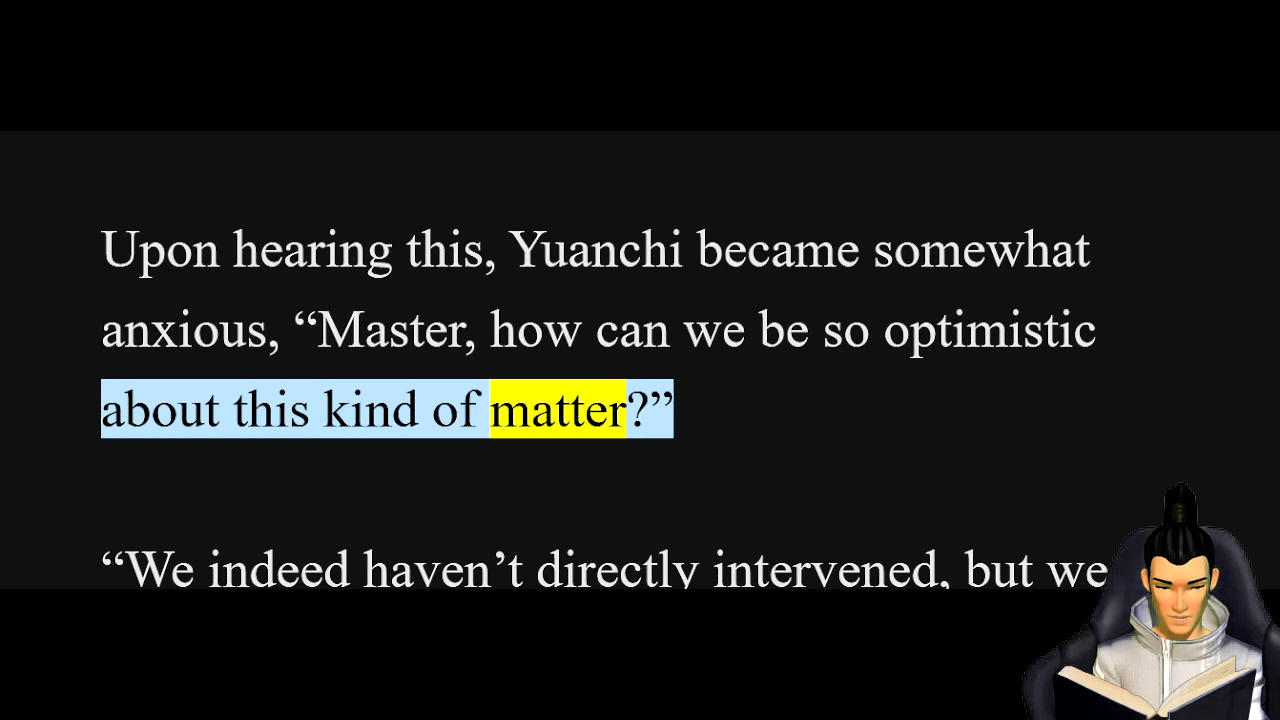 Upon hearing this, Yuanchi became somewhat
anxious, “Master, how can we be so optimistic
about this kind of matter?”
“We indeed haven’t directly intervened, but we